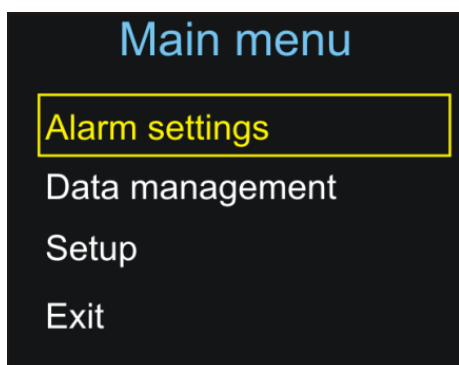 Main menu
Alarm settings
Data management
Setup
Exit